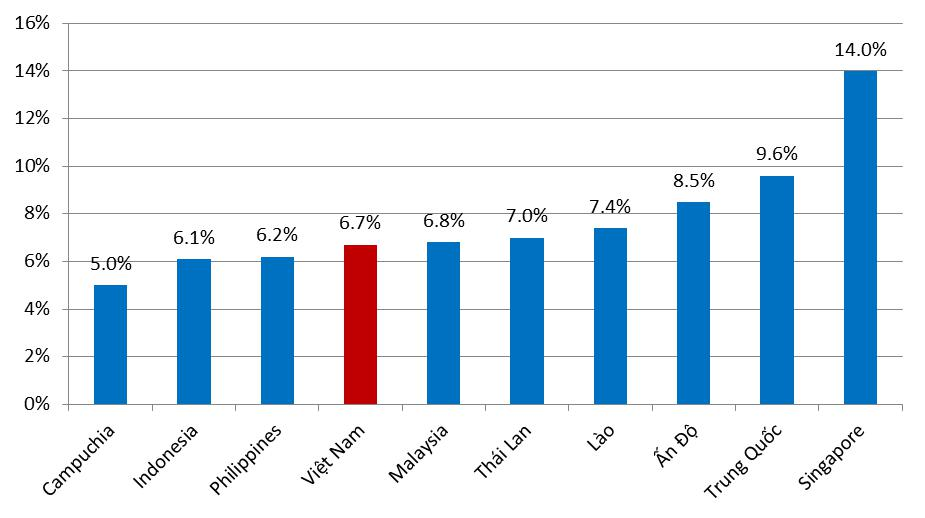 16%
14%
12%
10%
8%
6%
4%
2%
0%
5.0%
6.1%
6.2%
6.7%
6.8%
7.0%
7.4%
8.5%
9.6%
14.0%
Campuchia
Indonesia
Philippines
Việt Nam
Malaysia
Thái Lan
Lào
Ấn Độ
Trung Quốc
Singapore